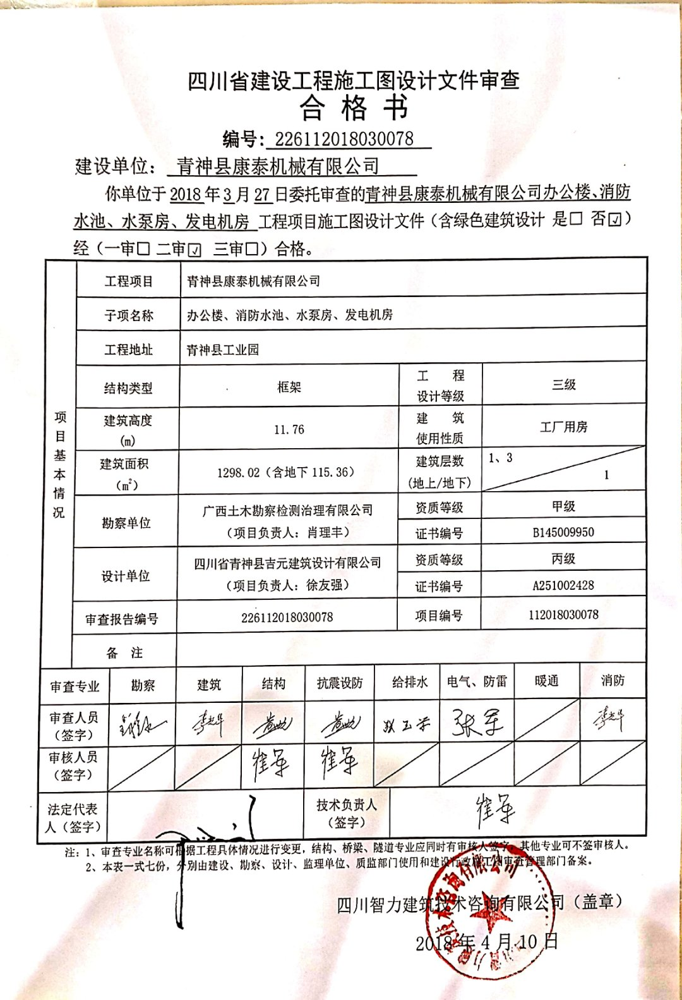 四川省建设工程施工图设计文件审查
合格书
编号：226112018030078
建设单位：青神县康泰机械有限公司
你单位于2018年3月27日委托审查的青神县康泰机械有限公司办公楼、消防
水池、水泵房、发电机房 工程项目施工图设计文件（含绿色建筑设计 是□ 否☑）
经（一审□ 二审☑ 三审□）合格。
项目基本情况
工程项目 青神县康泰机械有限公司
子项名称 办公楼、消防水池、水泵房、发电机房
工程地址 青神县工业园
结构类型 框架 工程设计等级 三级
建筑高度(m) 11.76 建筑使用性质 工厂用房
建筑面积(㎡) 1298.02（含地下115.36） 建筑层数(地上/地下) 1、3 1
勘察单位 广西土木勘察检测治理有限公司 资质等级 甲级
（项目负责人：肖理丰） 证书编号 B145009950
设计单位 四川省青神县吉元建筑设计有限公司 资质等级 丙级
（项目负责人：徐友强） 证书编号 A251002428
审查报告编号 226112018030078 项目编号 112018030078
备 注
审查专业 勘察 建筑 结构 抗震设防 给排水 电气、防雷 暖通 消防
审查人员（签字） 张军
审核人员（签字） 崔军 崔军
法定代表人（签字） 技术负责人（签字） 崔军
注：1、审查专业名称可根据工程具体情况进行变更，结构、桥梁、隧道专业应同时有审核人签字，其他专业可不签审核人。
2、本表一式七份，分别由建设、勘察、设计、监理单位、质监部门使用和建设行政施工图审查管理部门备案。
四川智力建筑技术咨询有限公司（盖章）
2018年4月10日